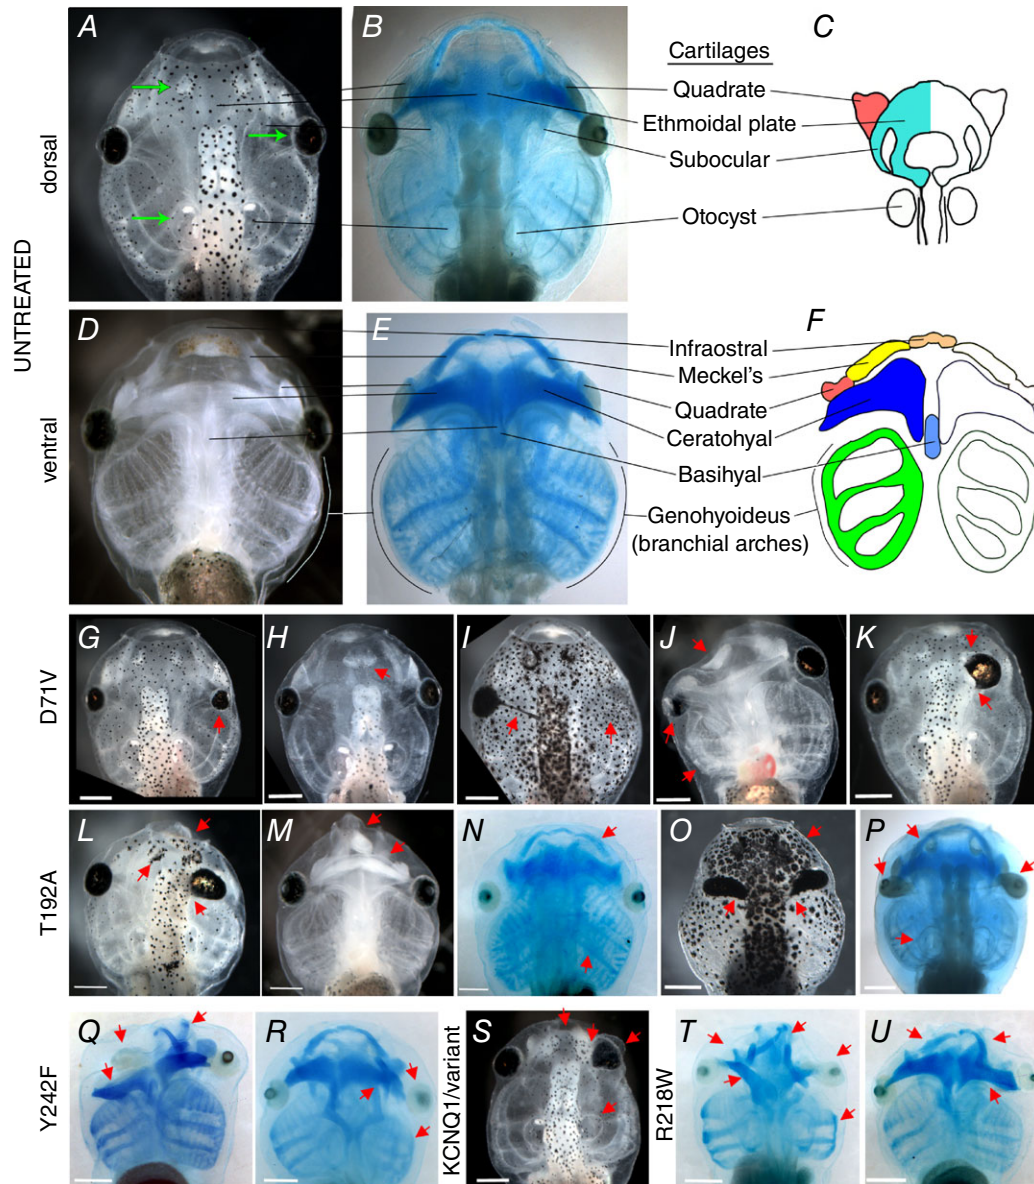 A
B
C
Cartilages
Quadrate
Ethmoidal plate
Subocular
Otocyst
dorsal
UNTREATED
D
E
F
Infraostral
Meckel's
Quadrate
Ceratohyal
Basihyal
Genohyoideus
(branchial arches)
ventral
G
H
I
J
K
D71V
L
M
N
O
P
T192A
Q
R
S
T
U
Y242F
KCNQ1/variant
R218W